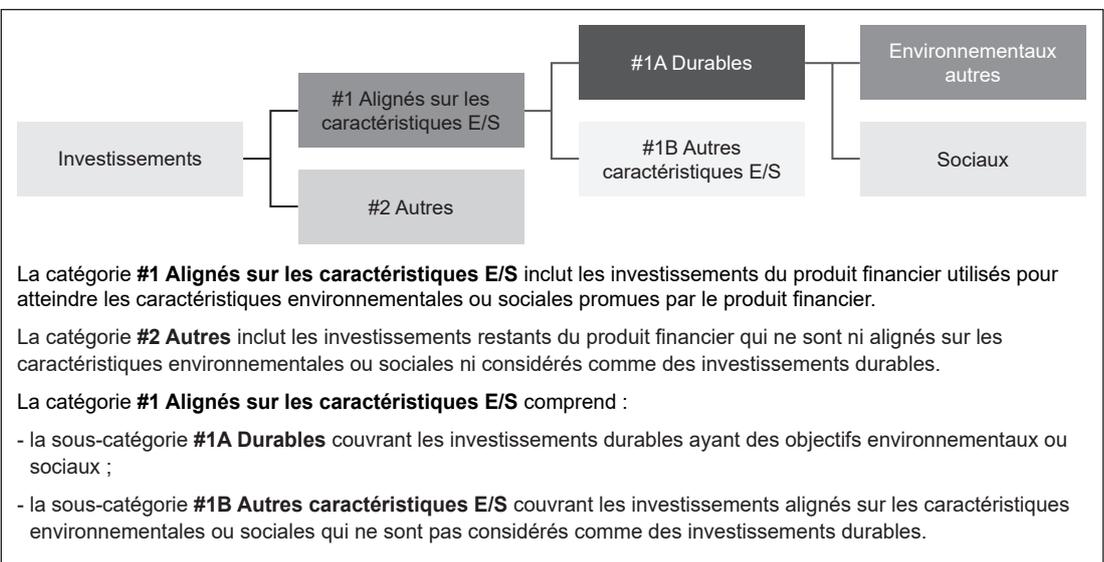 Investissements
#1 Alignés sur les
caractéristiques E/S
#2 Autres
#1A Durables
#1B Autres
caractéristiques E/S
Environnementaux
autres
Sociaux
La catégorie #1 Alignés sur les caractéristiques E/S inclut les investissements du produit financier utilisés pour
atteindre les caractéristiques environnementales ou sociales promues par le produit financier.
La catégorie #2 Autres inclut les investissements restants du produit financier qui ne sont ni alignés sur les
caractéristiques environnementales ou sociales ni considérés comme des investissements durables.
La catégorie #1 Alignés sur les caractéristiques E/S comprend :
- la sous-catégorie #1A Durables couvrant les investissements durables ayant des objectifs environnementaux ou
sociaux ;
- la sous-catégorie #1B Autres caractéristiques E/S couvrant les investissements alignés sur les caractéristiques
environnementales ou sociales qui ne sont pas considérés comme des investissements durables.